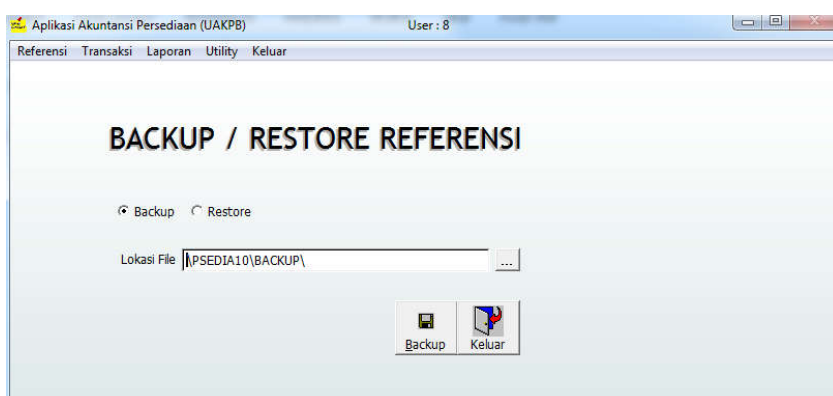 Aplikasi Akuntansi Persediaan (UAKPB) User : 8
Referensi Transaksi Laporan Utility Keluar
BACKUP / RESTORE REFERENSI
Backup Restore
Lokasi File \PSEDIA10\BACKUP\ ...
Backup Keluar